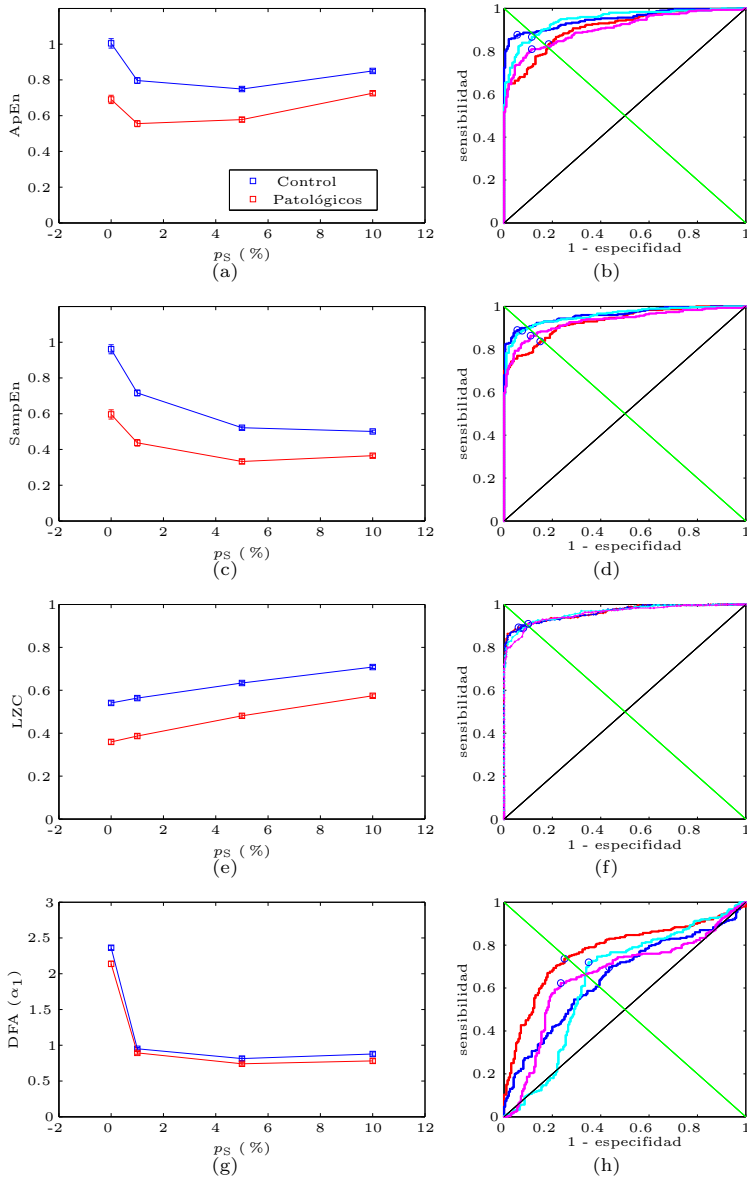 1
0.8
0.6
0.4
0.2
0
ApEn
Control
Patológicos
-2 0 2 4 6 8 10 12
pS (%)
(a)
1
0.8
0.6
0.4
0.2
0
sensibilidad
0.2 0.4 0.6 0.8 1
1 - especifidad
(b)
1
0.8
0.6
0.4
0.2
0
SampEn
-2 0 2 4 6 8 10 12
pS (%)
(c)
1
0.8
0.6
0.4
0.2
0
sensibilidad
0.2 0.4 0.6 0.8 1
1 - especifidad
(d)
1
0.8
0.6
0.4
0.2
0
LZC
-2 0 2 4 6 8 10 12
pS (%)
(e)
1
0.8
0.6
0.4
0.2
0
sensibilidad
0.2 0.4 0.6 0.8 1
1 - especifidad
(f)
3
2.5
2
1.5
1
0.5
0
DFA (α1)
-2 0 2 4 6 8 10 12
pS (%)
(g)
1
0.8
0.6
0.4
0.2
0
sensibilidad
0.2 0.4 0.6 0.8 1
1 - especifidad
(h)